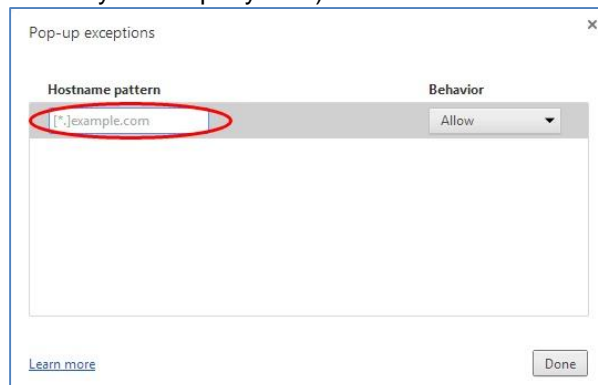 Pop-up exceptions
×
Hostname pattern Behavior
[*.]example.com Allow
Learn more Done